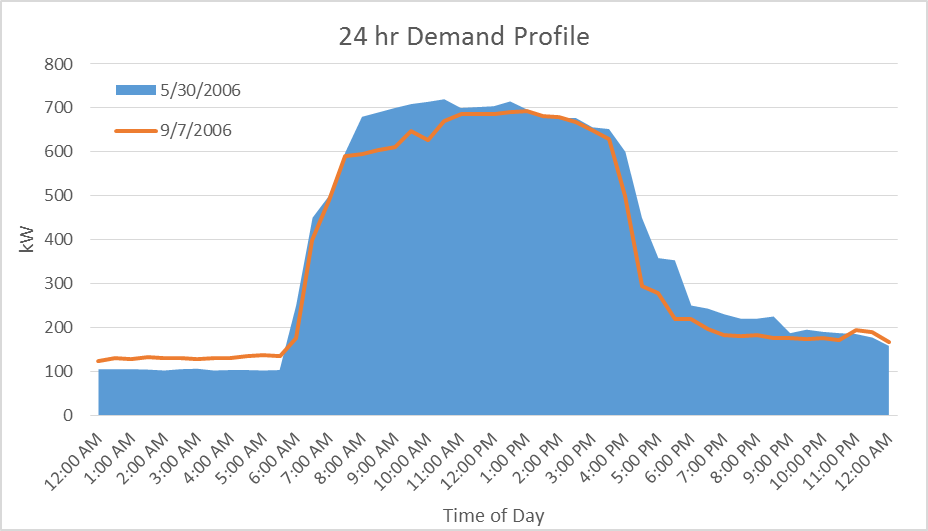 24 hr Demand Profile
800
700
600
500
400
300
200
100
0
kW
5/30/2006
9/7/2006
12:00 AM
1:00 AM
2:00 AM
3:00 AM
4:00 AM
5:00 AM
6:00 AM
7:00 AM
8:00 AM
9:00 AM
10:00 AM
11:00 AM
12:00 PM
1:00 PM
2:00 PM
3:00 PM
4:00 PM
5:00 PM
6:00 PM
7:00 PM
8:00 PM
9:00 PM
10:00 PM
11:00 PM
12:00 AM
Time of Day